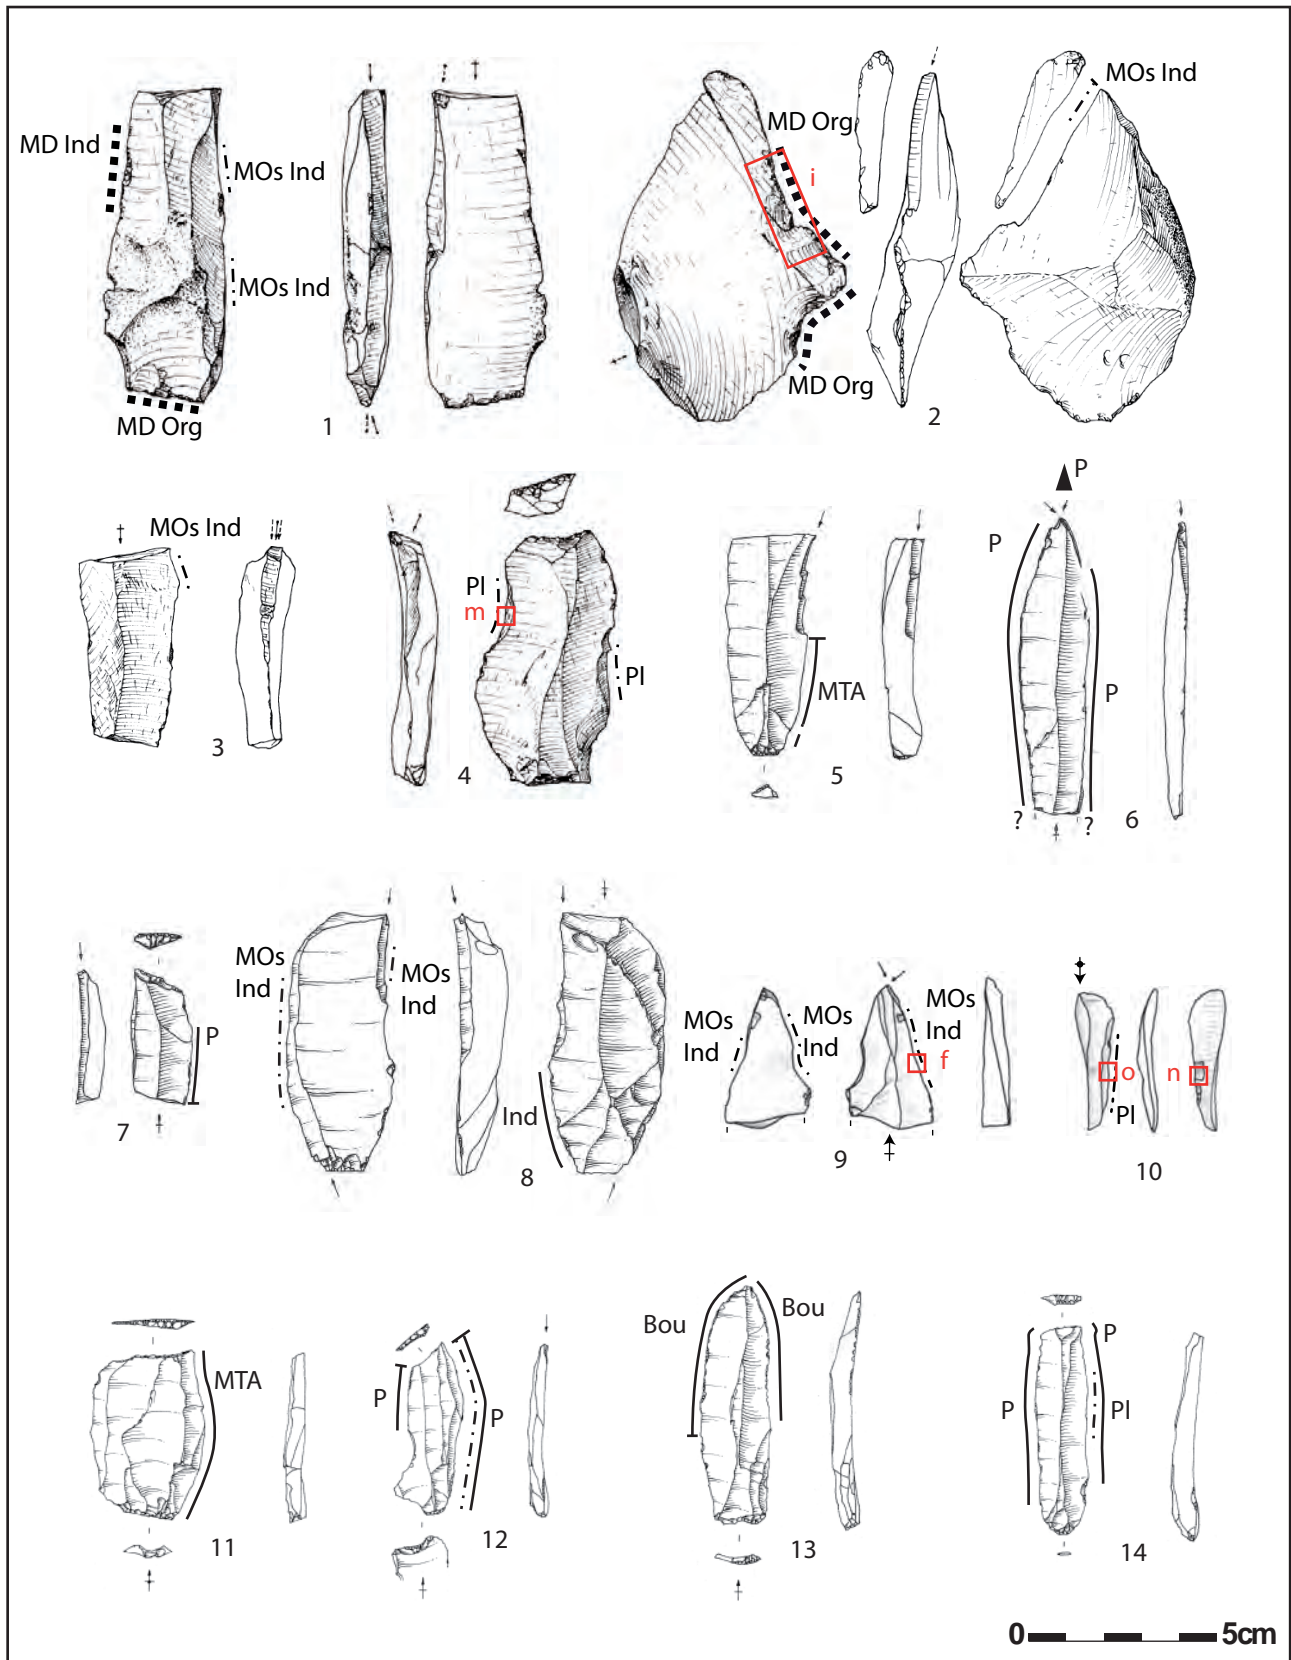 MD Ind
MOs Ind
MOs Ind
MD Org
1
MD Org
i
MOs Ind
MD Org
2
MOs Ind
3
Pl
m
Pl
4
MTA
5
P
P
P
?
?
6
P
7
MOs
Ind
MOs
Ind
Ind
8
MOs
Ind
MOs
Ind
MOs
Ind
f
9
o
Pl
n
10
MTA
11
P
P
12
Bou
Bou
13
P
P
Pl
14
0
5cm